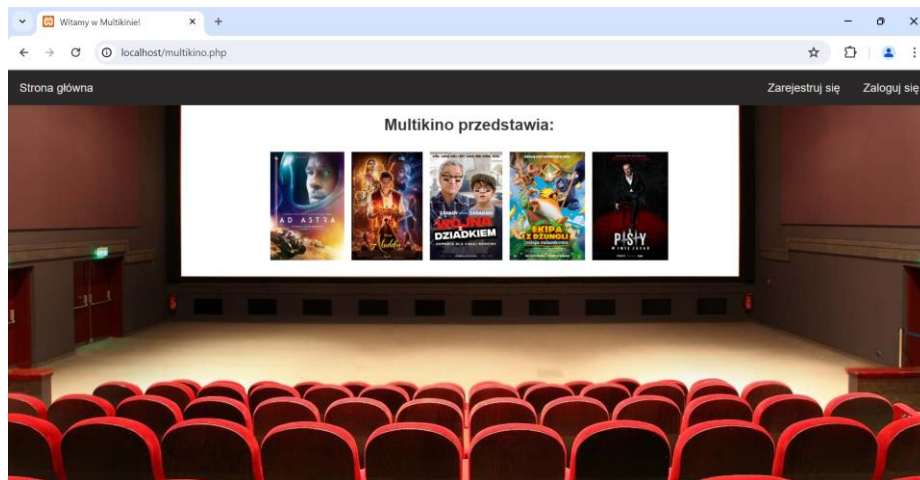 Witamy w Multikinie!
localhost/multikino.php
Strona główna
Zarejestruj się
Zaloguj się
Multikino przedstawia:
AD ASTRA
Aladdin
WOJNA
Z DZIADKIEM
EKIPA
Z DŻUNGLI